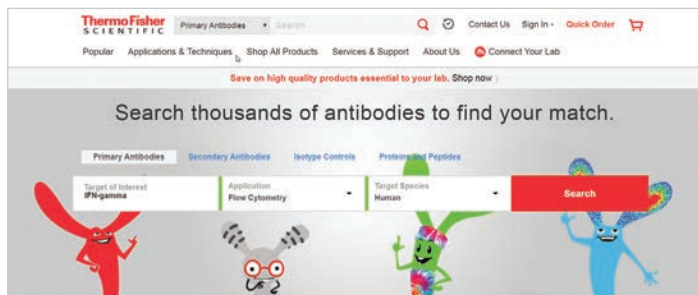 ThermoFisher
SCIENTIFIC
Primary Antibodies Search Contact Us Sign In Quick Order
Popular Applications & Techniques Shop All Products Services & Support About Us Connect Your Lab
Save on high quality products essential to your lab. Shop now
Search thousands of antibodies to find your match.
Primary Antibodies Secondary Antibodies Isotype Controls Proteins and Peptides
Target of Interest Application Target Species
IFN-gamma Flow Cytometry Human Search